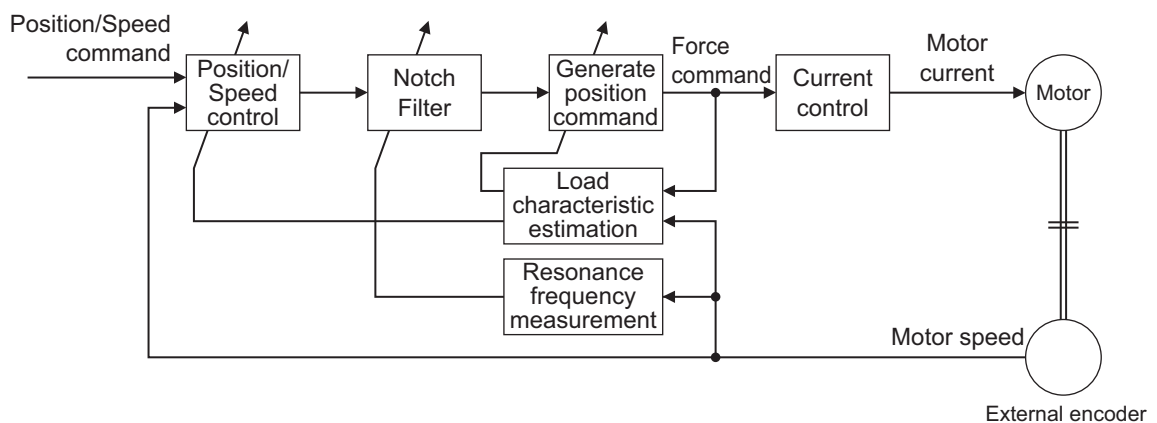 Position/Speed
command
Position/
Speed
control
Notch
Filter
Generate
position
command
Force
command
Current
control
Motor
current
Motor
Load
characteristic
estimation
Resonance
frequency
measurement
Motor speed
External encoder